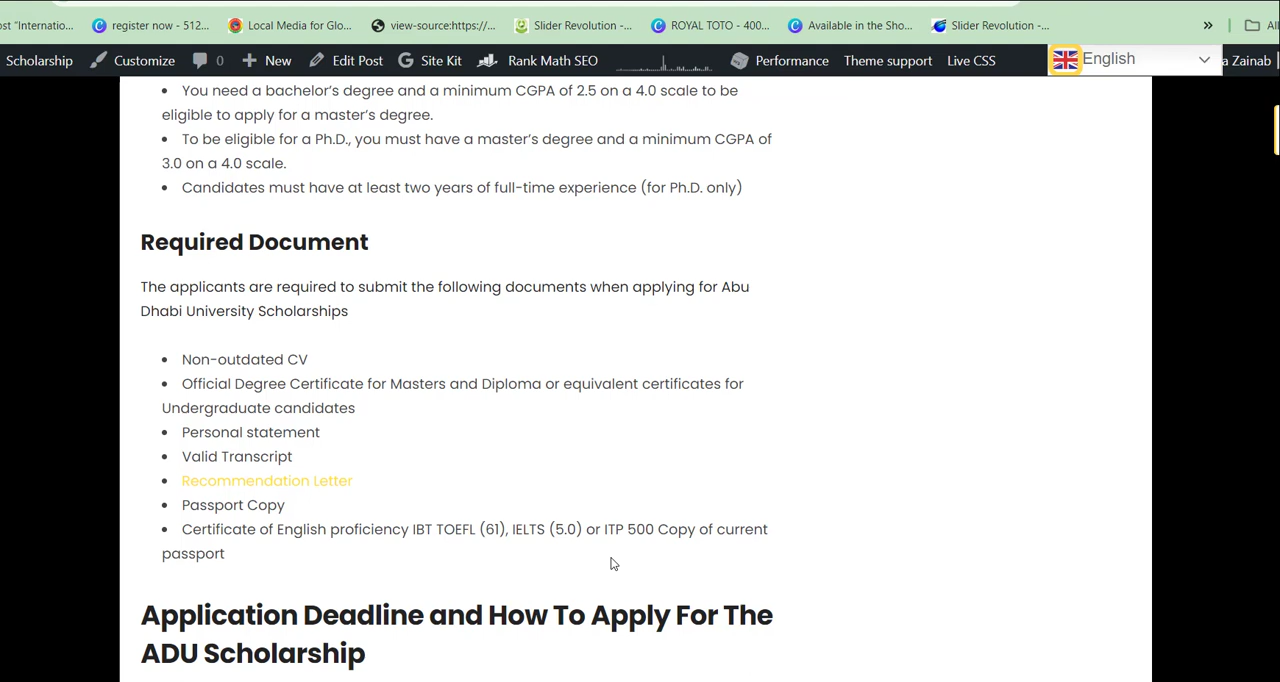 ost "Internatio...
register now - 512...
Local Media for Glo...
view-source:https://...
Slider Revolution -...
ROYAL TOTO - 400...
Available in the Sho...
Slider Revolution -...
»
All
Scholarship
Customize
0
New
Edit PO
Site Kit
Rank Math SEO
Performance
Theme support
Live CSS
English
a Zainab
• You need a bachelor's degree and a minimum CGPA of 2.5 on a 4.0 scale to be
eligible to apply for a master's degree.
• To be eligible for a Ph.D., you must have a master's degree and a minimum CGPA of
3.0 on a 4.0 scale.
• Candidates must have at least two years of full-time experience (for Ph.D. only)
Required Document
The applicants are required to submit the following documents when applying for Abu
Dhabi University Scholarships
• Non-outdated CV
• Official Degree Certificate for Masters and Diploma or equivalent certificates for
Undergraduate candidates
• Personal statement
• Valid Transcript
• Recommendation Letter
• Passport Copy
• Certificate of English proficiency IBT TOEFL (61), IELTS (5.0) or ITP 500 Copy of current
passport
Application Deadline and How To Apply For The
ADU Scholarship